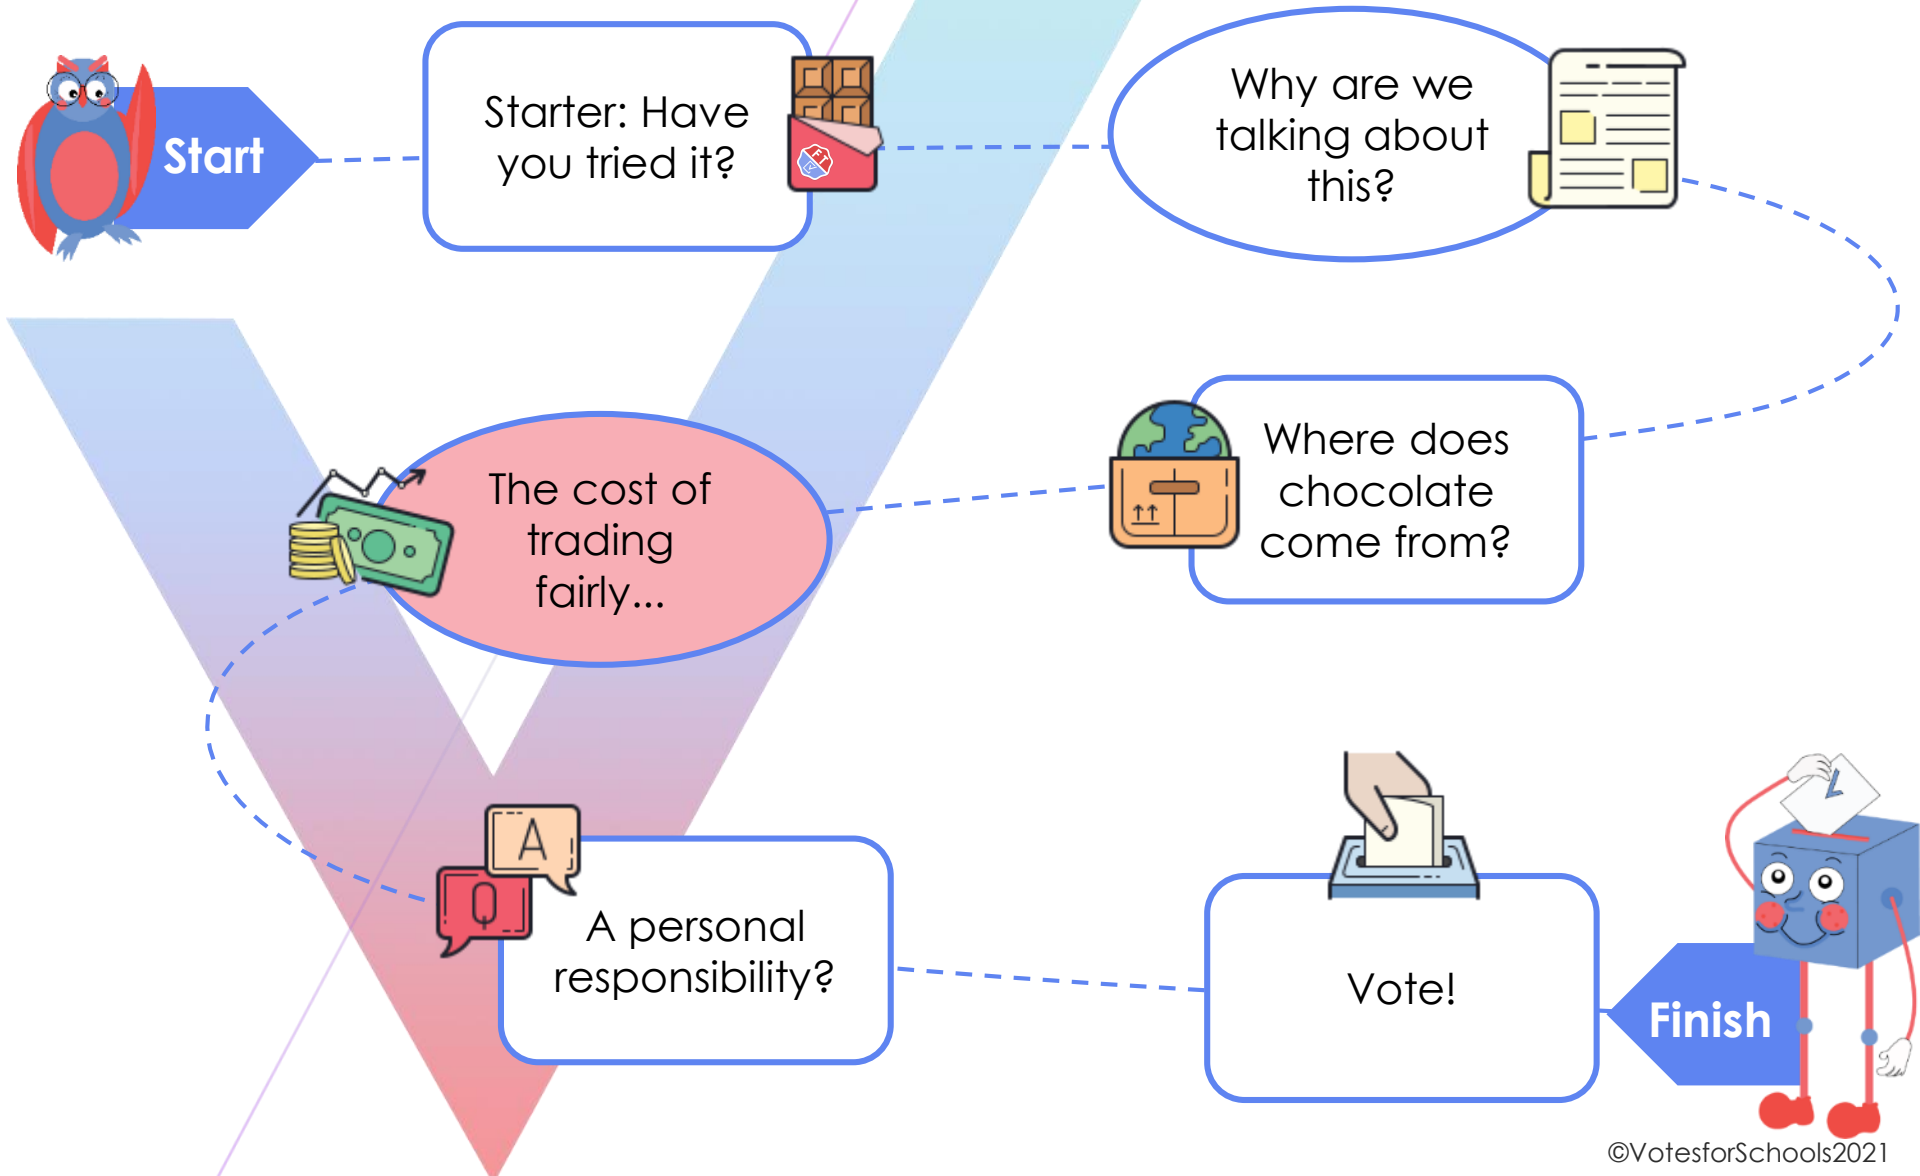 Start
Starter: Have
you tried it?
FT
Why are we
talking about
this?
Where does
chocolate
come from?
The cost of
trading
fairly...
A
Q
A personal
responsibility?
Vote!
Finish
©VotesforSchools2021